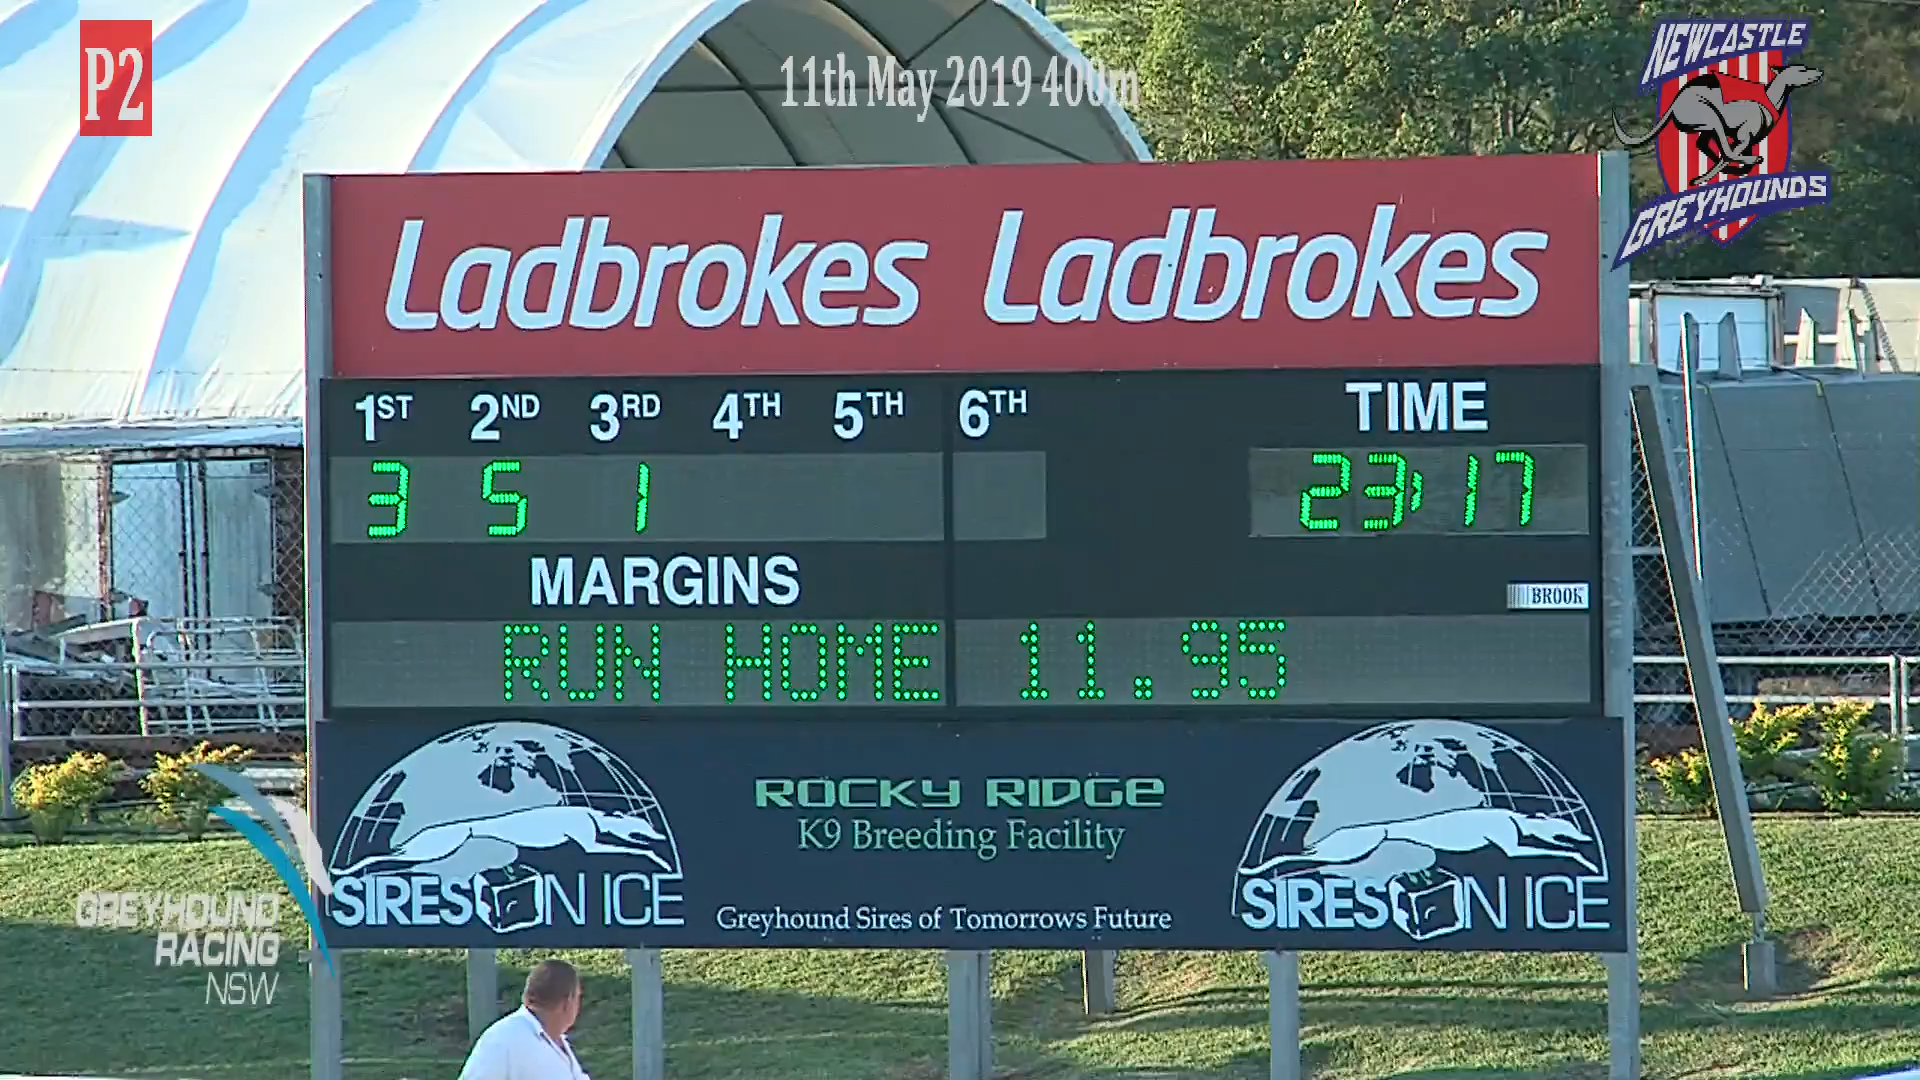 P2
11th May 2019 400m
NEWCASTLE
GREYHOUNDS
Ladbrokes Ladbrokes
1ST 2ND 3RD 4TH 5TH 6TH TIME
3 5 1 23:17
MARGINS
BROOK
RUN HOME 11.95
ROCKY RIDGE
K9 Breeding Facility
SIRES ON ICE
Greyhound Sires of Tomorrows Future
SIRES ON ICE
GREYHOUND
RACING
NSW